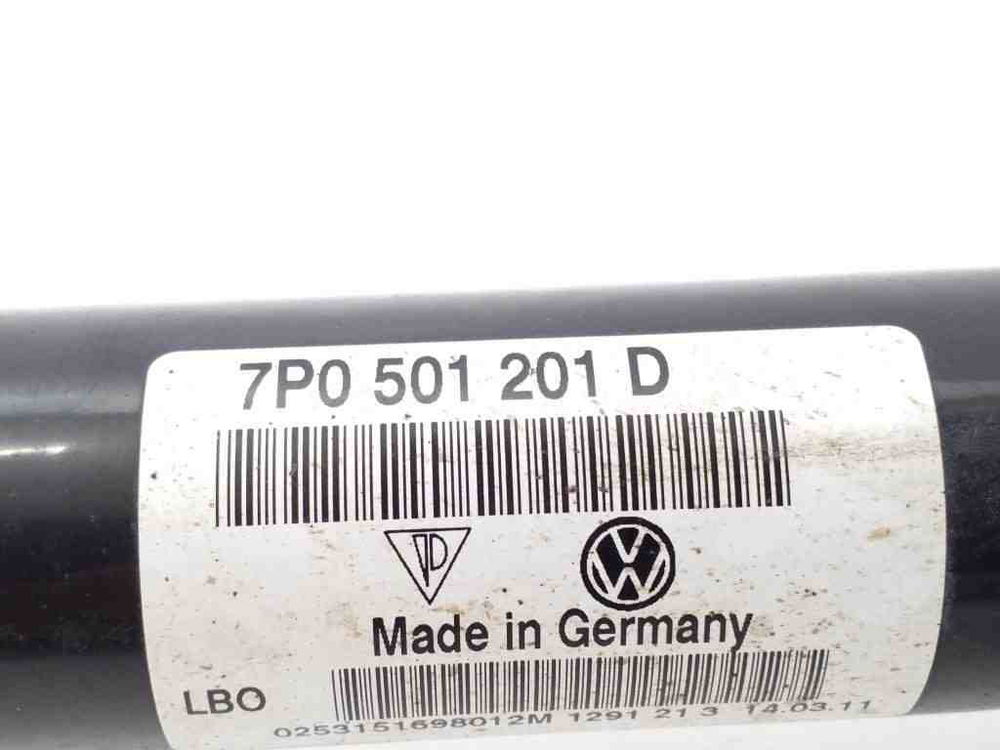 7P0 501 201 D
Made in Germany
LBO
0253151698012M 1291 21 3 14.03.11